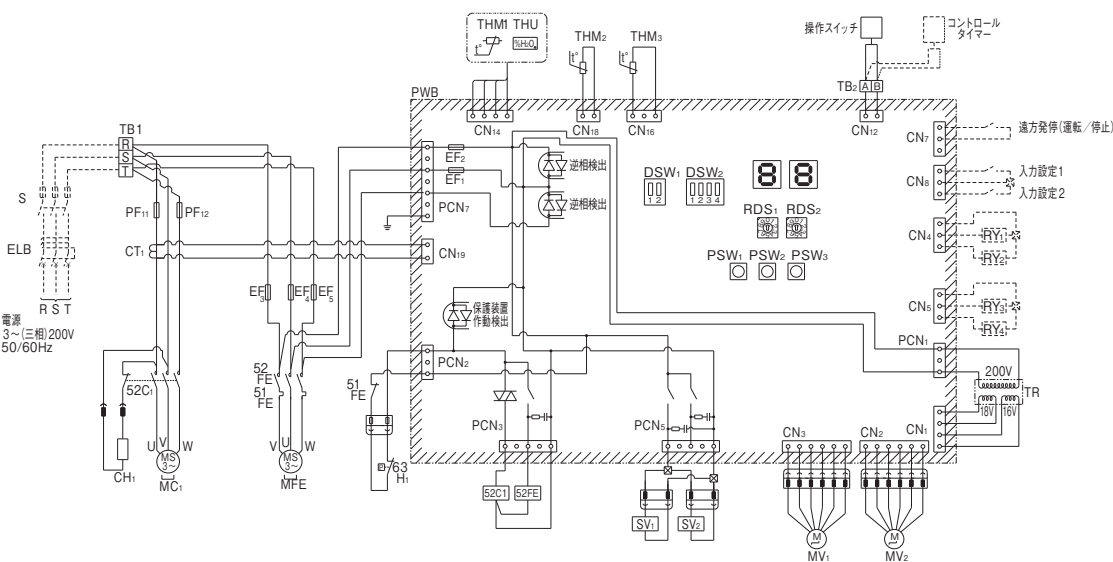 THM1 THU
t°
%H₂O
THM₂
t°
THM₃
t°
操作スイッチ
コントロール
タイマー
TB₂ A B
PWB
CN₁₄
CN₁₈
CN₁₆
CN₁₂
CN₇
遠方発停(運転／停止)
TB1
R
S
T
EF₂
EF₁
逆相検出
逆相検出
DSW₁ DSW₂
1 2
1 2 3 4
8 8
CN₈
入力設定1
入力設定2
S
PF₁₁
PF₁₂
PCN₇
RDS₁ RDS₂
CN₄
RY₁
RY₂
ELB
CT₁
CN₁₉
PSW₁ PSW₂ PSW₃
R S T
EF₃
EF₄
EF₅
保護装置
作動検出
CN₅
RY₃
RY₄
電源
3～(三相)200V
50/60Hz
PCN₁
52C₁
52
FE
51
FE
51
FE
PCN₂
200V
TR
18V
16V
PCN₃
PCN₅
CN₃
CN₂
CN₁
U
V
W
V
U
W
MS
3～
MS
3～
CH₁
MC₁
MFE
63
H₁
52C1
52FE
SV₁
SV₂
M
M
MV₁
MV₂